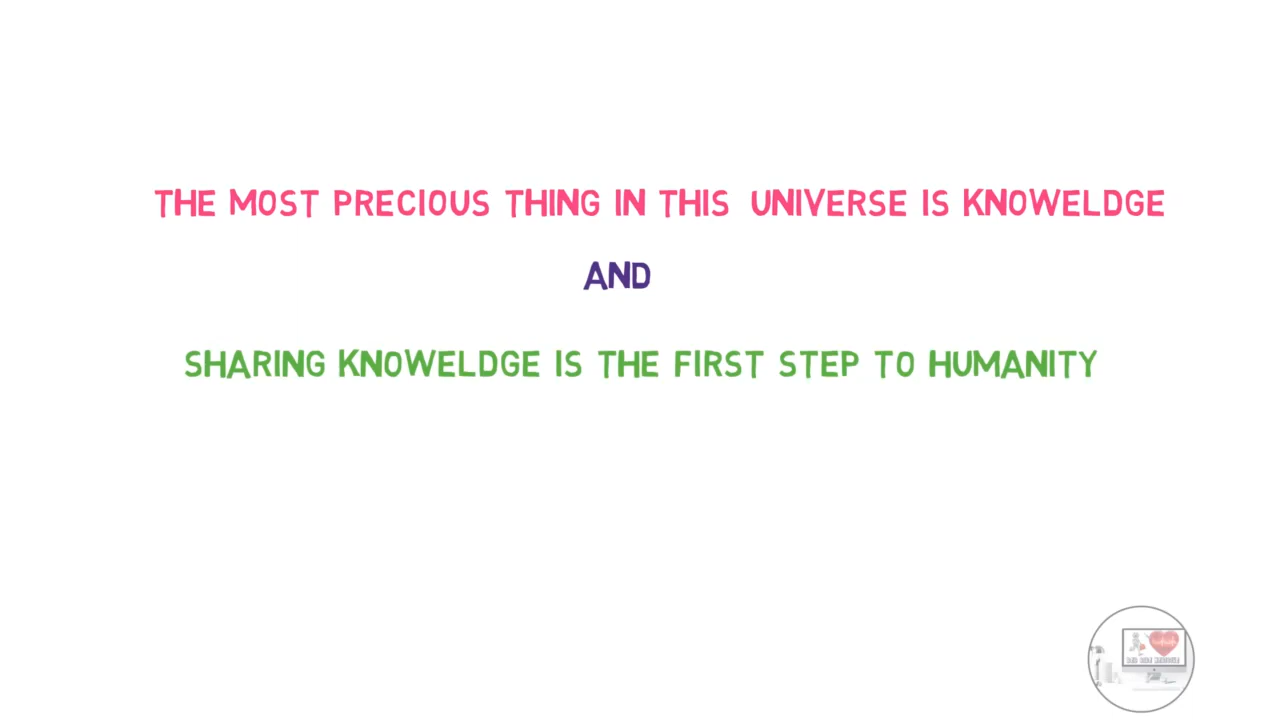 THE MOST PRECIOUS THING IN THIS UNIVERSE IS KNOWELDGE
AND
SHARING KNOWELDGE IS THE FIRST STEP TO HUMANITY